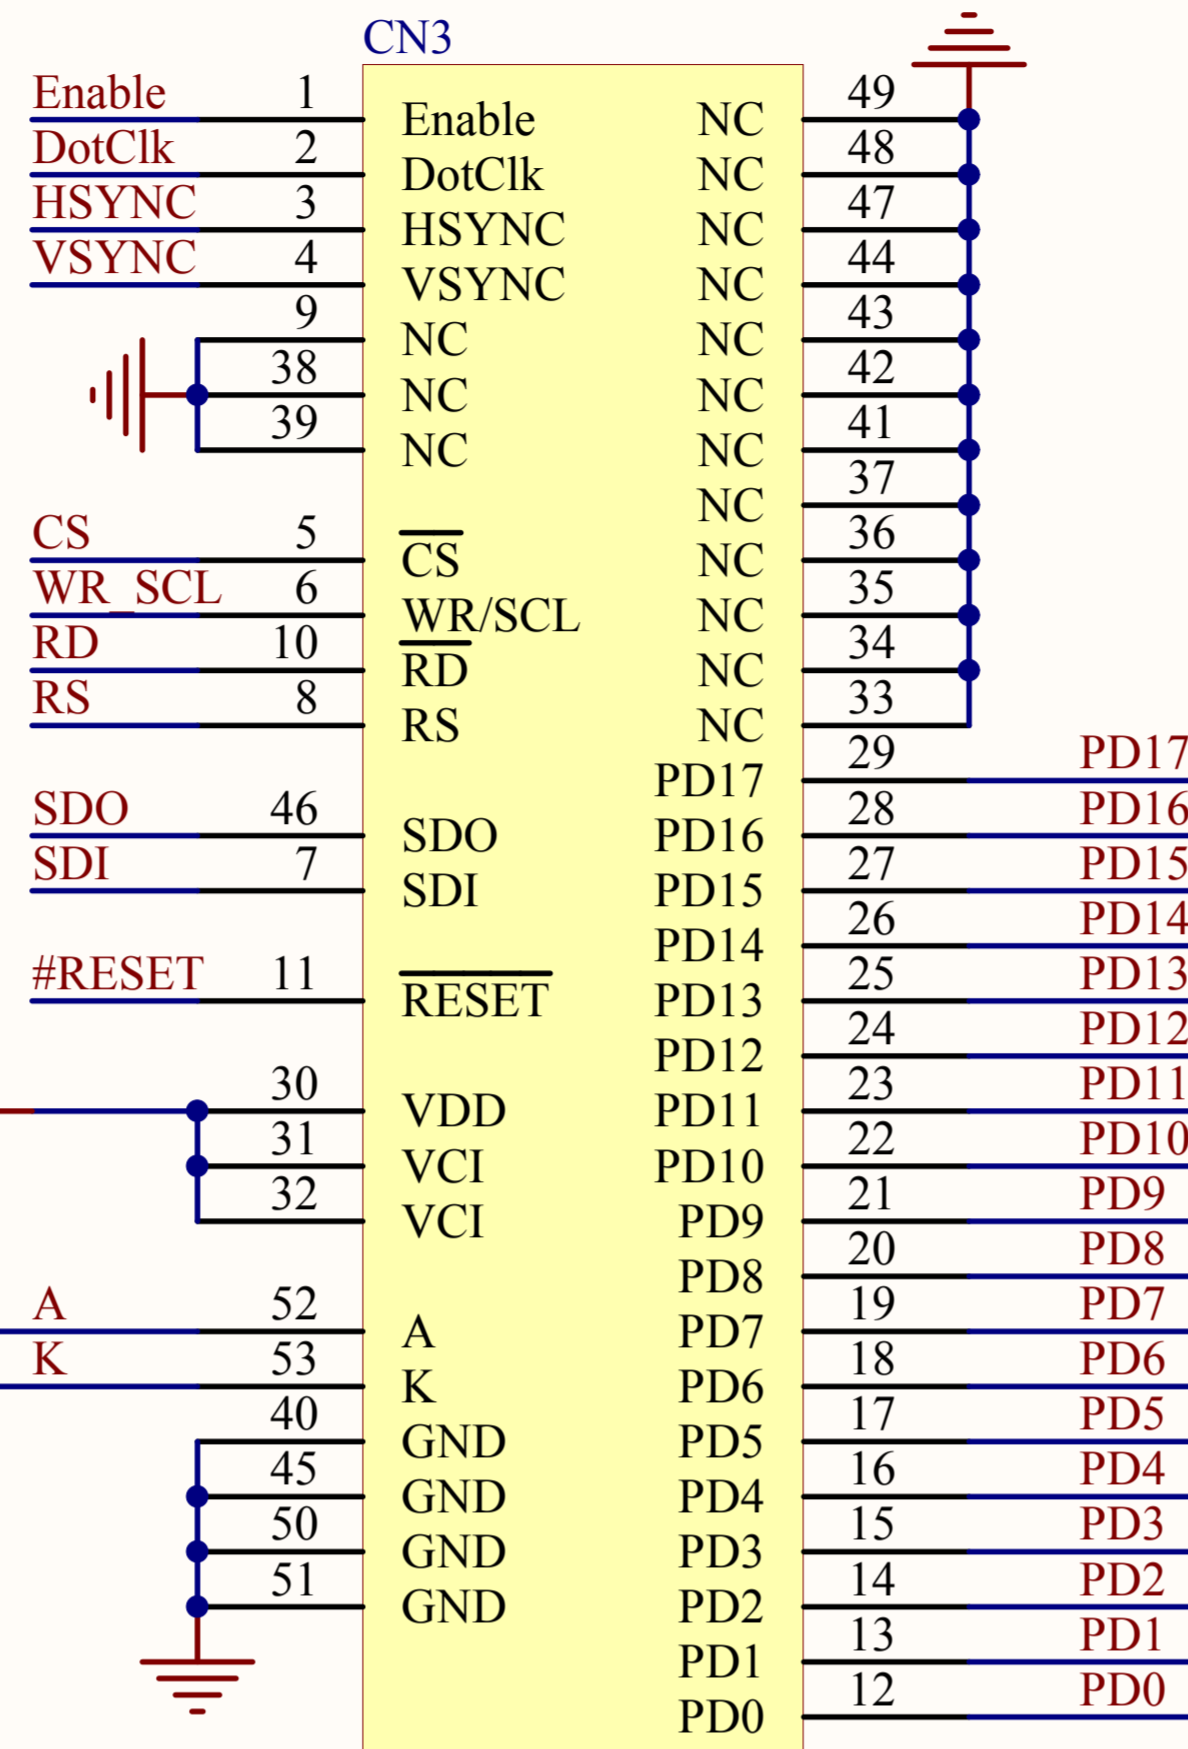 CN3
Enable 1 Enable NC 49
DotClk 2 DotClk NC 48
HSYNC 3 HSYNC NC 47
VSYNC 4 VSYNC NC 44
9 NC NC 43
38 NC NC 42
39 NC NC 41
NC 37
CS 5 CS NC 36
WR_SCL 6 WR/SCL NC 35
RD 10 RD NC 34
RS 8 RS NC 33
PD17 29 PD17
SDO 46 SDO PD16 28 PD16
SDI 7 SDI PD15 27 PD15
PD14 26 PD14
#RESET 11 RESET PD13 25 PD13
PD12 24 PD12
30 VDD PD11 23 PD11
31 VCI PD10 22 PD10
32 VCI PD9 21 PD9
PD8 20 PD8
A 52 A PD7 19 PD7
K 53 K PD6 18 PD6
40 GND PD5 17 PD5
45 GND PD4 16 PD4
50 GND PD3 15 PD3
51 GND PD2 14 PD2
PD1 13 PD1
PD0 12 PD0